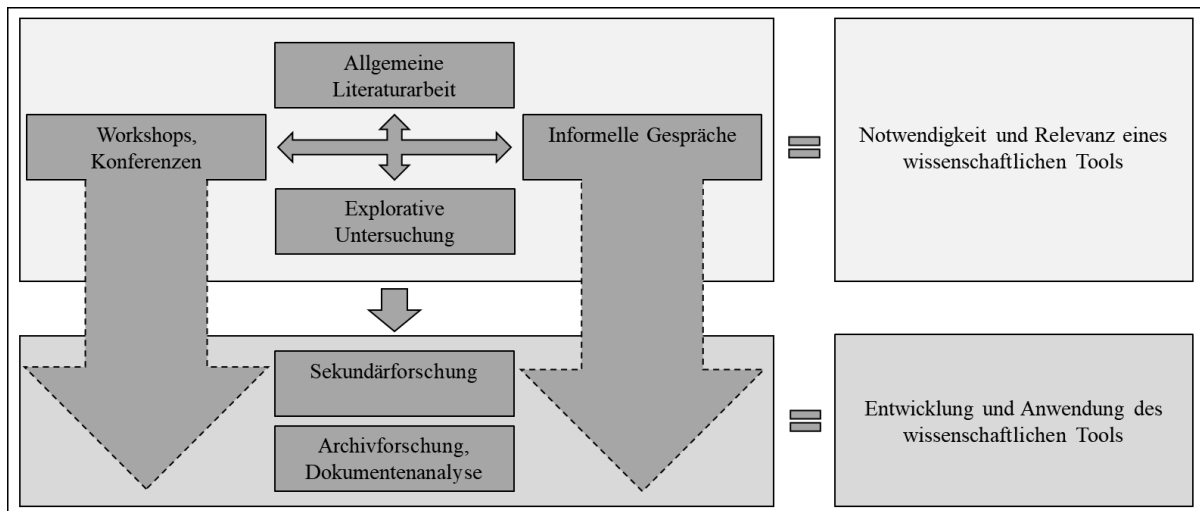 Allgemeine
Literaturarbeit
Workshops,
Konferenzen
Informelle Gespräche
Explorative
Untersuchung
Notwendigkeit und Relevanz eines
wissenschaftlichen Tools
Sekundärforschung
Archivforschung,
Dokumentenanalyse
Entwicklung und Anwendung des
wissenschaftlichen Tools